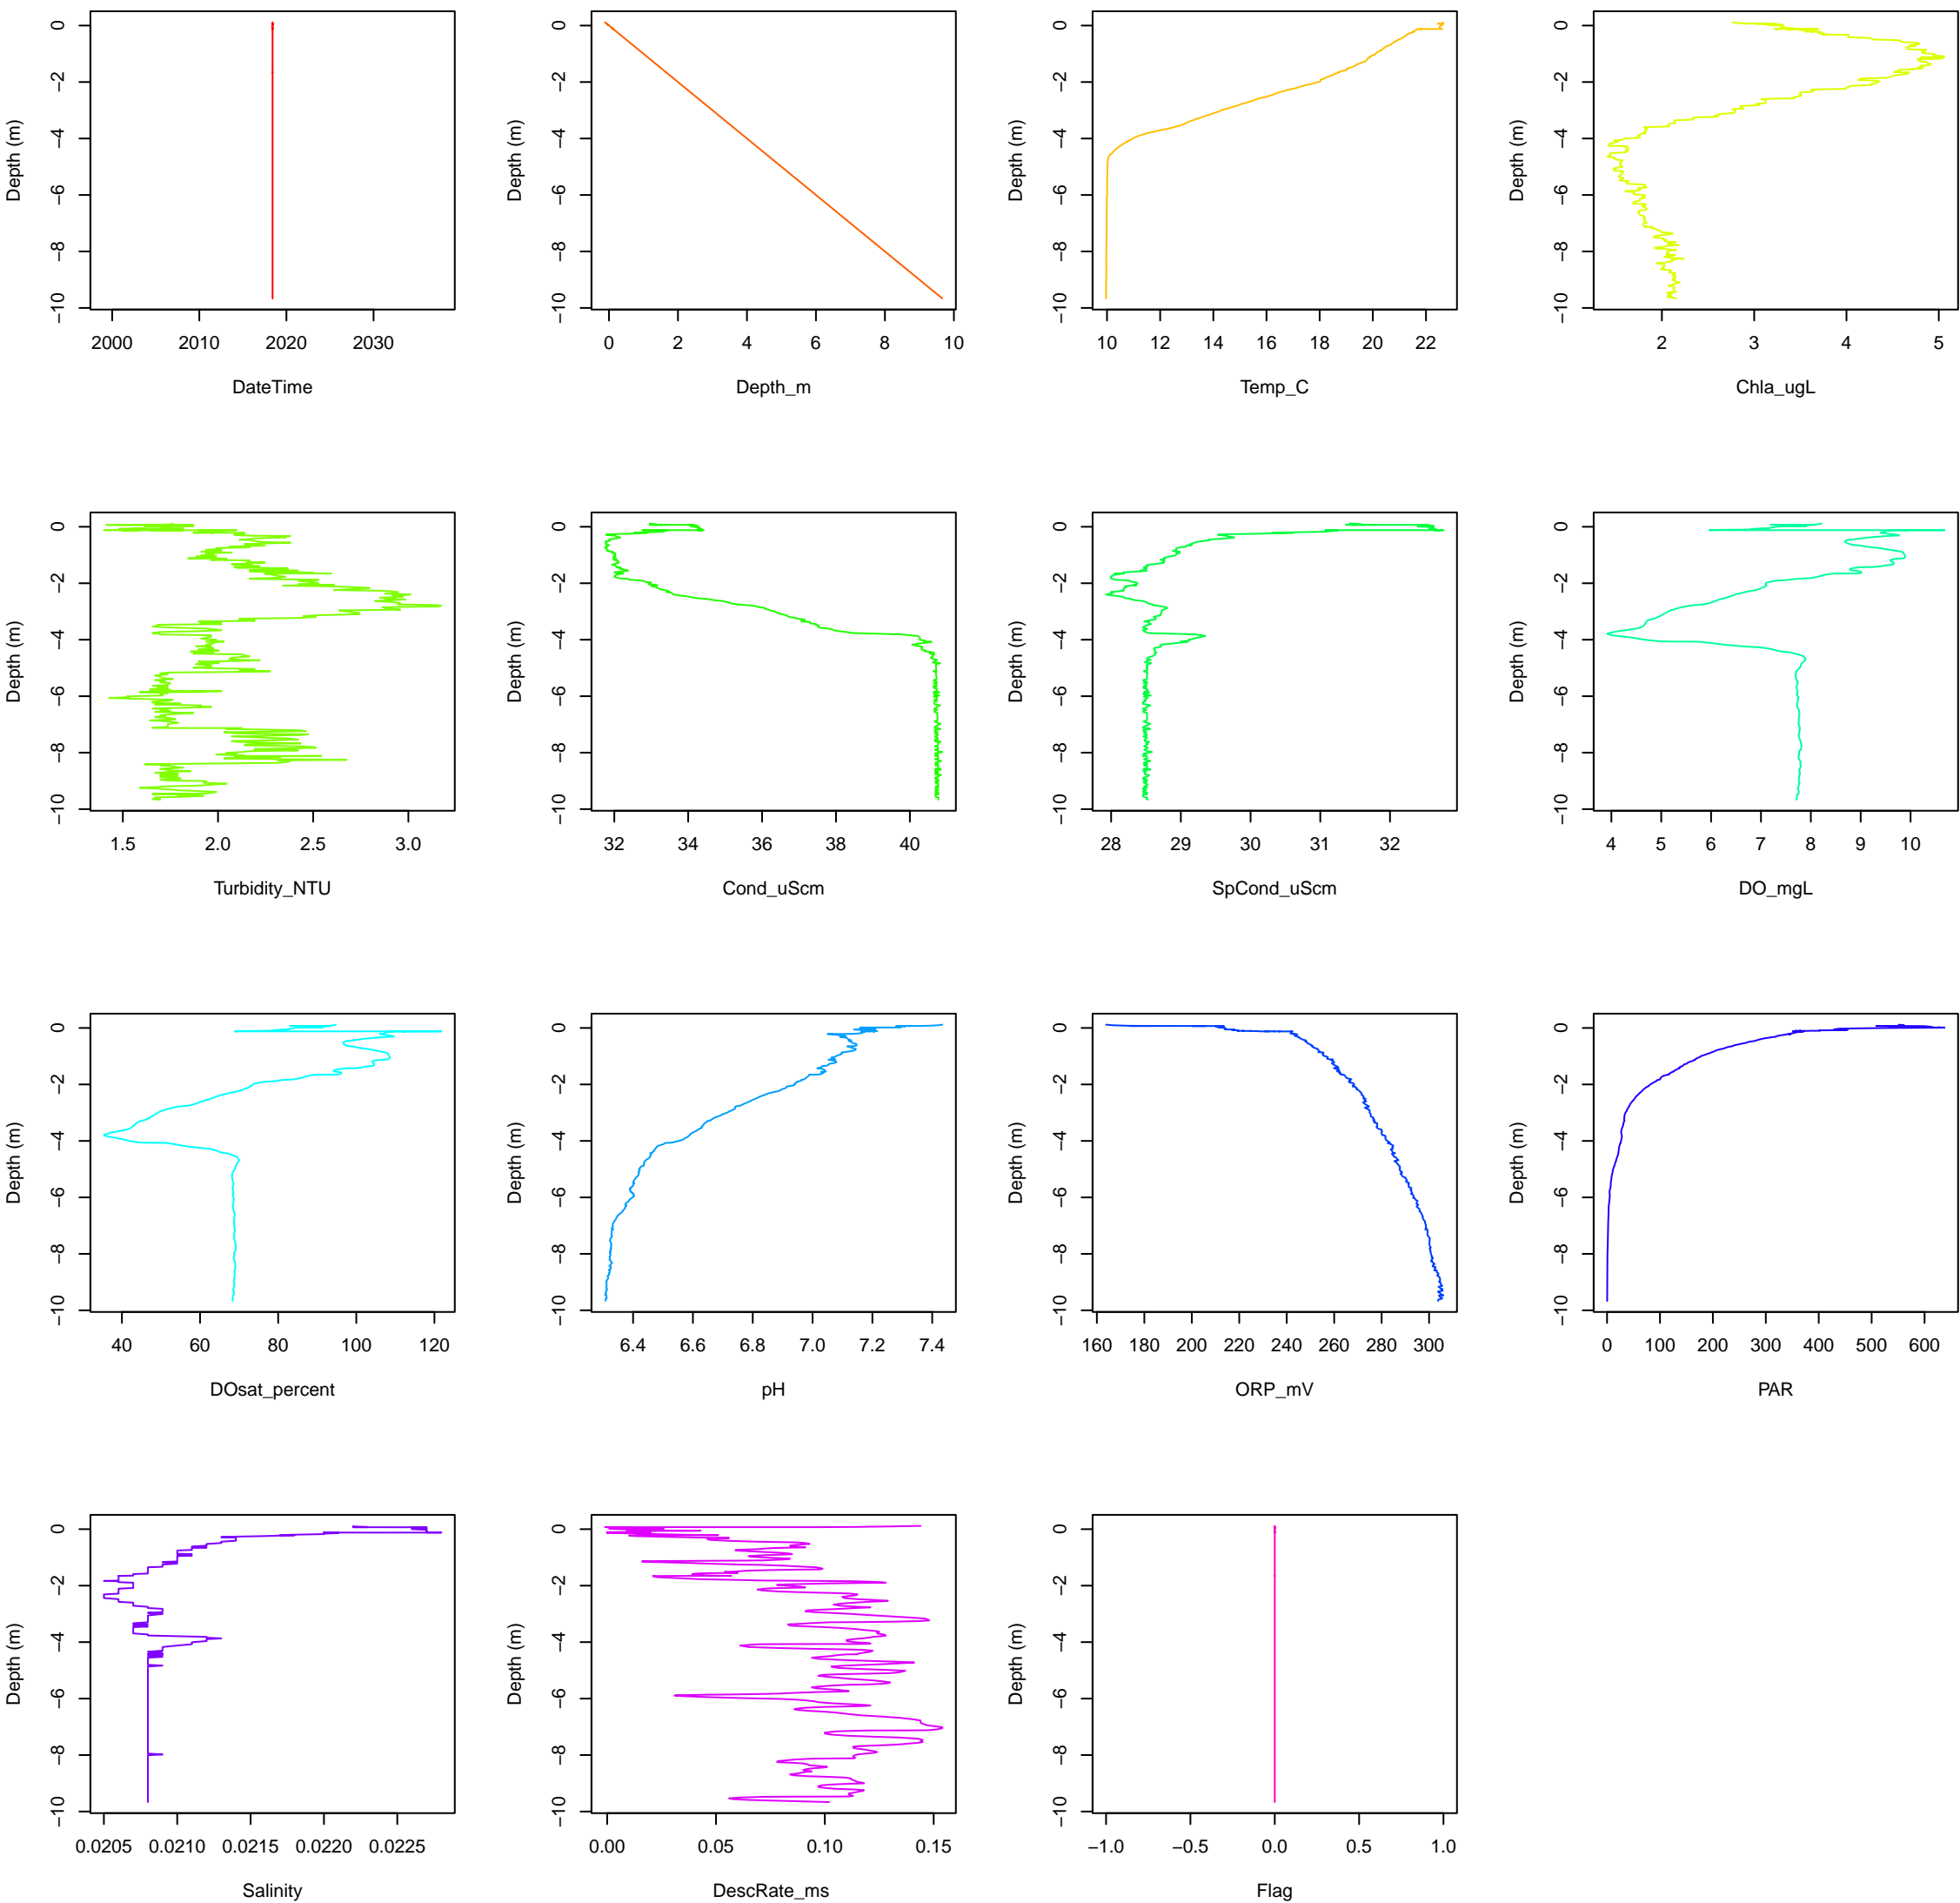 Depth (m)
0
−2
−4
−6
−8
−10
2000 2010 2020 2030
DateTime
Depth (m)
0
−2
−4
−6
−8
−10
0 2 4 6 8 10
Depth_m
Depth (m)
0
−2
−4
−6
−8
−10
10 12 14 16 18 20 22
Temp_C
Depth (m)
0
−2
−4
−6
−8
−10
2 3 4 5
Chla_ugL
Depth (m)
0
−2
−4
−6
−8
−10
1.5 2.0 2.5 3.0
Turbidity_NTU
Depth (m)
0
−2
−4
−6
−8
−10
32 34 36 38 40
Cond_uScm
Depth (m)
0
−2
−4
−6
−8
−10
28 29 30 31 32
SpCond_uScm
Depth (m)
0
−2
−4
−6
−8
−10
4 5 6 7 8 9 10
DO_mgL
Depth (m)
0
−2
−4
−6
−8
−10
40 60 80 100 120
DOsat_percent
Depth (m)
0
−2
−4
−6
−8
−10
6.4 6.6 6.8 7.0 7.2 7.4
pH
Depth (m)
0
−2
−4
−6
−8
−10
160 180 200 220 240 260 280 300
ORP_mV
Depth (m)
0
−2
−4
−6
−8
−10
0 100 200 300 400 500 600
PAR
Depth (m)
0
−2
−4
−6
−8
−10
0.0205 0.0210 0.0215 0.0220 0.0225
Salinity
Depth (m)
0
−2
−4
−6
−8
−10
0.00 0.05 0.10 0.15
DescRate_ms
Depth (m)
0
−2
−4
−6
−8
−10
−1.0 −0.5 0.0 0.5 1.0
Flag